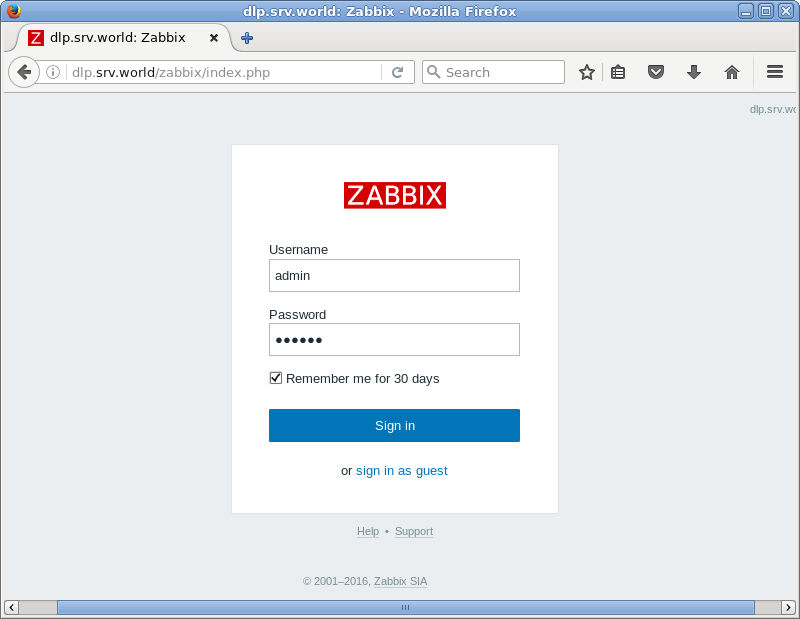 dlp.srv.world: Zabbix - Mozilla Firefox
dlp.srv.world: Zabbix
dlp.srv.world/zabbix/index.php
Search
dlp.srv.wo
ZABBIX
Username
admin
Password
●●●●●●
Remember me for 30 days
Sign in
or sign in as guest
Help • Support
© 2001–2016, Zabbix SIA